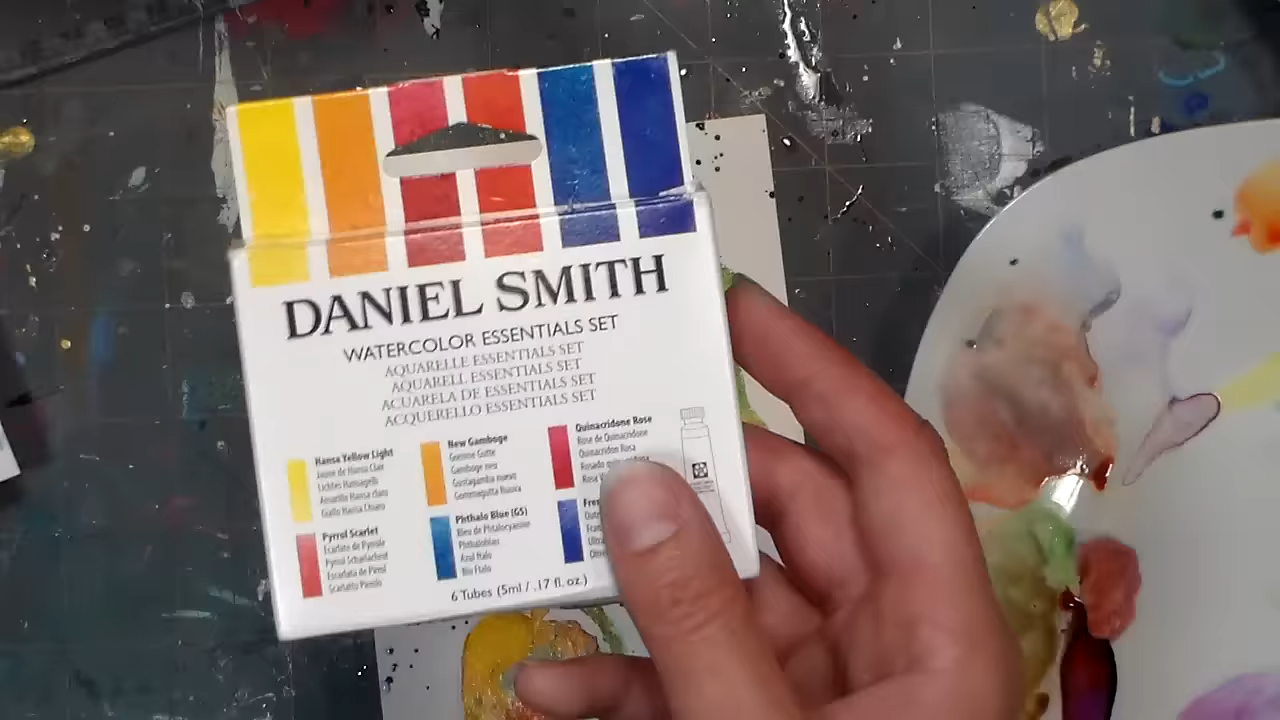 DANIEL SMITH
WATERCOLOR ESSENTIALS SET
AQUARELLE ESSENTIALS SET
AQUARELL ESSENTIALS SET
ACUARELA DE ESSENTIALS SET
ACQUERELLO ESSENTIALS SET
Hansa Yellow Light
Jaune de Hansa Clair
Lichtes Hansagelb
Amarillo Hansa claro
Giallo Hansa Chiaro
New Gamboge
Gomme Gutte
Gamboge neu
Gutagamba nuevo
Gommagutta Nuova
Quinacridone Rose
Rose de Quinacridone
Quinacridon Rosa
Rosado
Pyrrol Scarlet
Ecarlate de Pyrrole
Pyrrol Scharlachrot
Escarlata de Pirrol
Scarlatto Pirrolo
Phthalo Blue (GS)
Bleu de Phtalocyanine
Phthaloblau
Azul Ftalo
Blu Ftalo
6 Tubes (5ml / .17 fl. oz.)